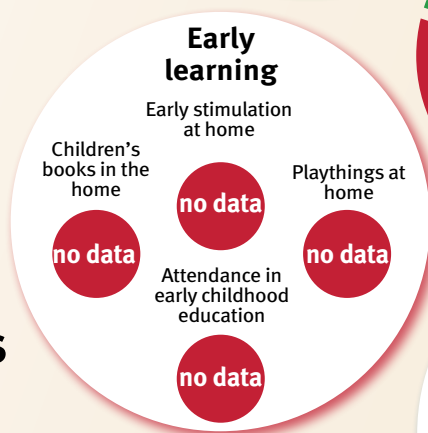 Early
learning
Early stimulation
at home
Children’s
books in the
home
Playthings at
home
no data
no data
no data
Attendance in
early childhood
education
no data
s